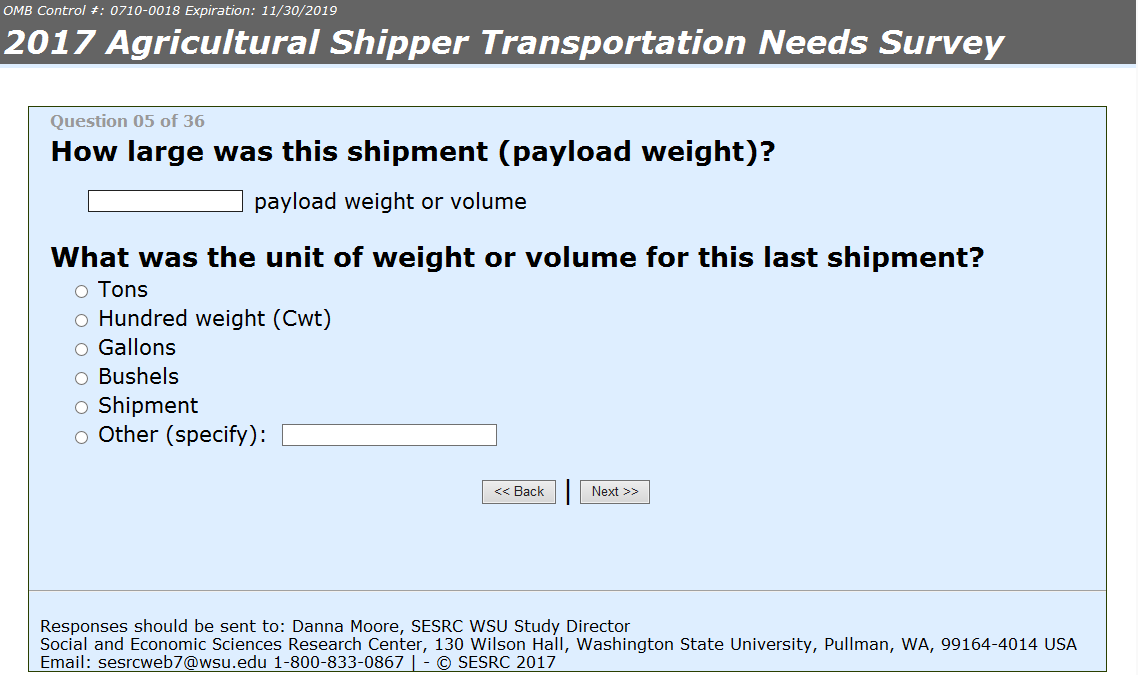 OMB Control #: 0710-0018 Expiration: 11/30/2019
2017 Agricultural Shipper Transportation Needs Survey
Question 05 of 36
How large was this shipment (payload weight)?
payload weight or volume
What was the unit of weight or volume for this last shipment?
Tons
Hundred weight (Cwt)
Gallons
Bushels
Shipment
Other (specify):
<< Back | Next >>
Responses should be sent to: Danna Moore, SESRC WSU Study Director
Social and Economic Sciences Research Center, 130 Wilson Hall, Washington State University, Pullman, WA, 99164-4014 USA
Email: sesrcweb7@wsu.edu 1-800-833-0867 | - © SESRC 2017